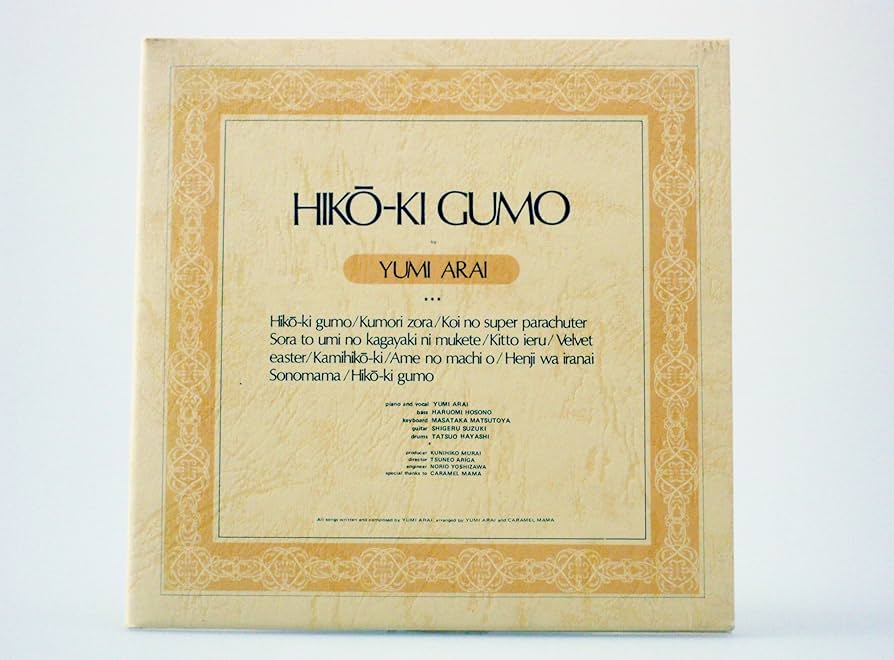 HIKŌ-KI GUMO
by
YUMI ARAI
•••
Hikō-ki gumo/Kumori zora/Koi no super parachuter
Sora to umi no kagayaki ni mukete/Kitto ieru/Velvet
easter/Kamihikō-ki/Ame no machi o/Henji wa iranai
Sonomama/Hikō-ki gumo
piano and vocal YUMI ARAI
bass HARUOMI HOSONO
keyboard MASATAKA MATSUTOYA
guitar SHIGERU SUZUKI
drums TATSUO HAYASHI
•
producer KUNIHIKO MURAI
director TSUNEO ARIGA
engineer NORIO YOSHIZAWA
special thanks to CARAMEL MAMA
All songs written and composed by YUMI ARAI, arranged by YUMI ARAI and CARAMEL MAMA